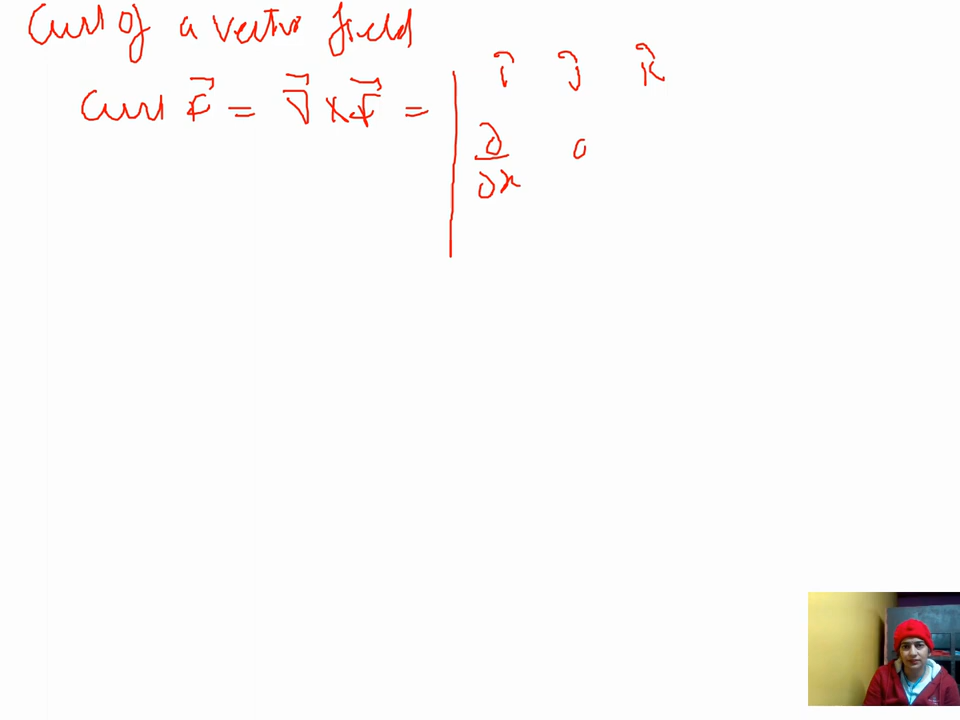 Curl of a vector field
Curl F⃗ = ∇⃗ × F⃗ = | î ĵ k̂
∂/∂x ∂